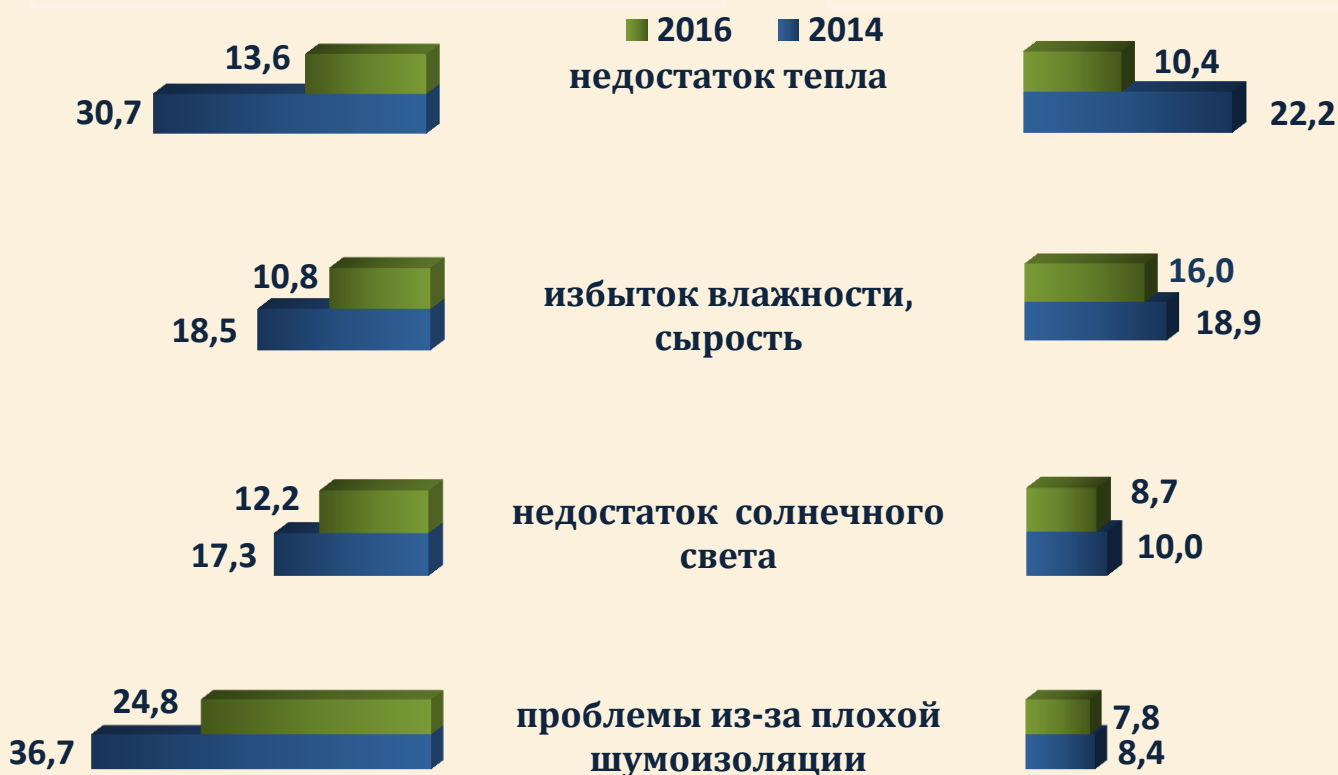 2016 2014
13,6 недостаток тепла 10,4
30,7 22,2
10,8 избыток влажности, 16,0
18,5 сырость 18,9
12,2 недостаток солнечного 8,7
17,3 света 10,0
24,8 проблемы из-за плохой 7,8
36,7 шумоизоляции 8,4